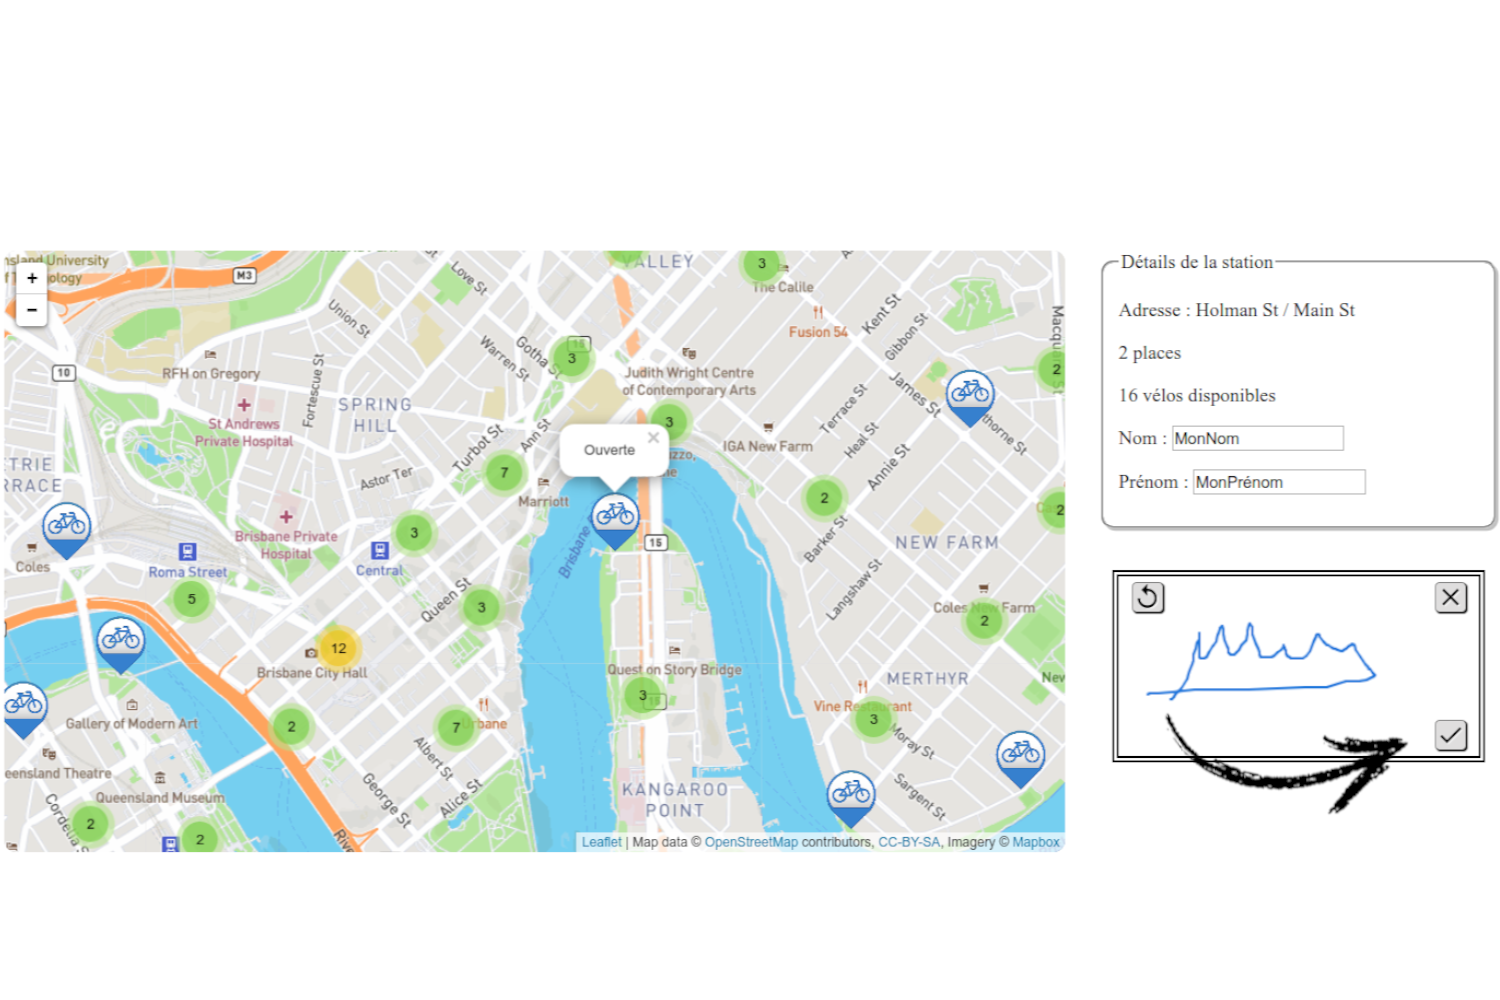 VALLEY
3
The Calile
nsland University
f T
ology
+
−
M3
Love St
Union St
Fusion 54
Kent St
Gibbon St
Macqua
St
Gotha St
15
3
Warren St
10
RFH on Gregory
Fortescue St
Judith Wright Centre
of Contemporary Arts
2
James St
thorne St
SPRING
HILL
St Andrews
Private Hospital
Terrace St
Heal St
3
Ann St
Turbot St
IGA New Farm
Annie St
Ouverte
×
zzo,
ne
TRIE
RRACE
Astor Ter
7
Marriott
2
2
Barker St
Brisbane Private
Hospital
3
Brisbane
15
NEW FARM
Coles
Roma Street
Central
Langshaw St
5
Queen St
3
Coles New Farm
2
12
Brisbane City Hall
Quest on Story Bridge
3
15
MERTHYR
New
Vine Restaurant
3
Moray St
Gallery of Modern Art
2
7
Urbane
Albert St
eensland Theatre
Queensland Museum
George St
Alice St
KANGAROO
POINT
Sargent St
Cordelia S
2
2
Rive
Leaflet | Map data © OpenStreetMap contributors, CC-BY-SA, Imagery © Mapbox
Détails de la station
Adresse : Holman St / Main St
2 places
16 vélos disponibles
Nom : MonNom
Prénom : MonPrénom